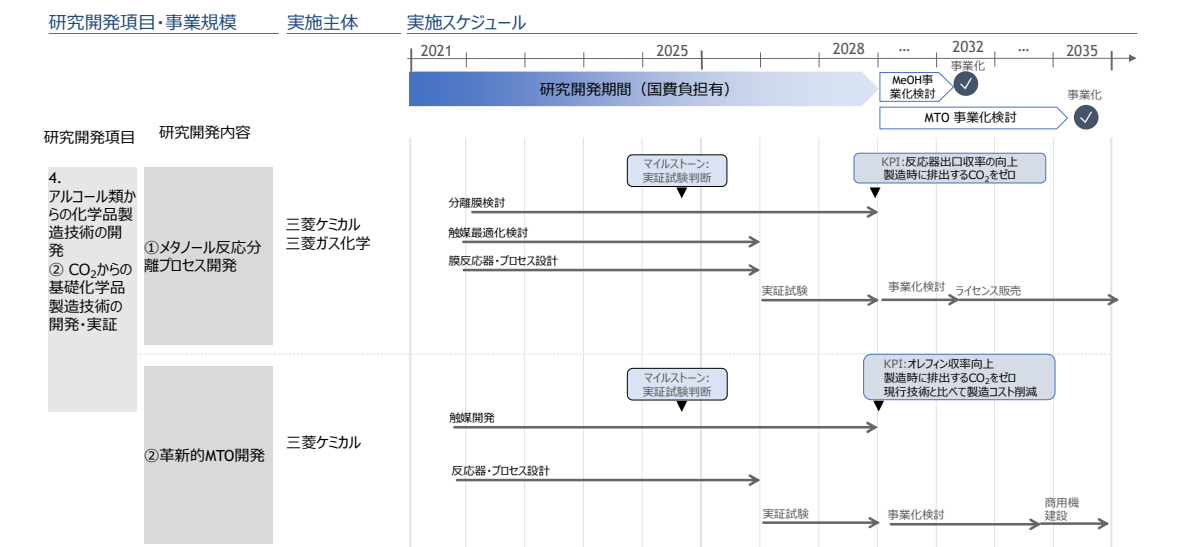 研究開発項目・事業規模
実施主体
実施スケジュール
2021
2025
2028
…
2032
…
2035
事業化
研究開発期間（国費負担有）
MeOH事
業化検討
事業化
MTO 事業化検討
研究開発項目
研究開発内容
4.
アルコール類か
らの化学品製
造技術の開
発
② CO₂からの
基礎化学品
製造技術の
開発・実証
①メタノール反応分
離プロセス開発
三菱ケミカル
三菱ガス化学
マイルストーン:
実証試験判断
KPI:反応器出口収率の向上
製造時に排出するCO₂をゼロ
分離膜検討
触媒最適化検討
膜反応器・プロセス設計
実証試験
事業化検討
ライセンス販売
②革新的MTO開発
三菱ケミカル
マイルストーン:
実証試験判断
KPI:オレフィン収率向上
製造時に排出するCO₂をゼロ
現行技術と比べて製造コスト削減
触媒開発
反応器・プロセス設計
実証試験
事業化検討
商用機
建設